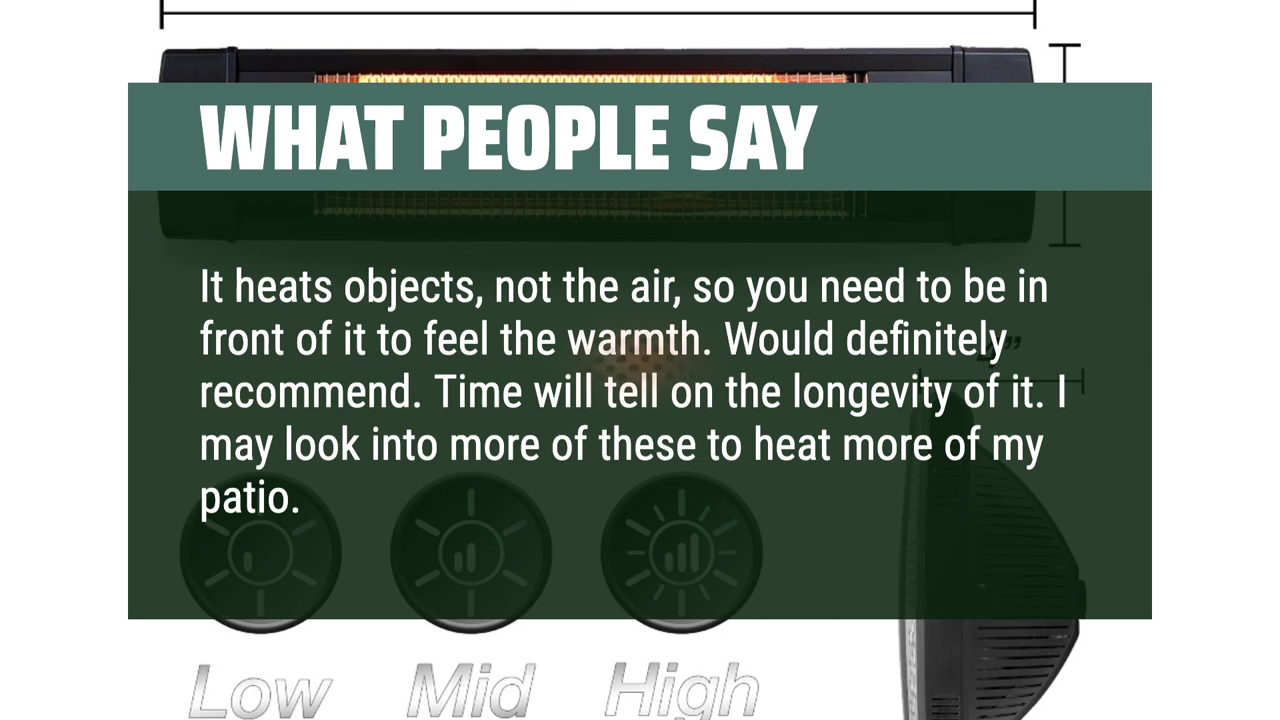 WHAT PEOPLE SAY
It heats objects, not the air, so you need to be in
front of it to feel the warmth. Would definitely
recommend. Time will tell on the longevity of it. I
may look into more of these to heat more of my
patio.
Low Mid High